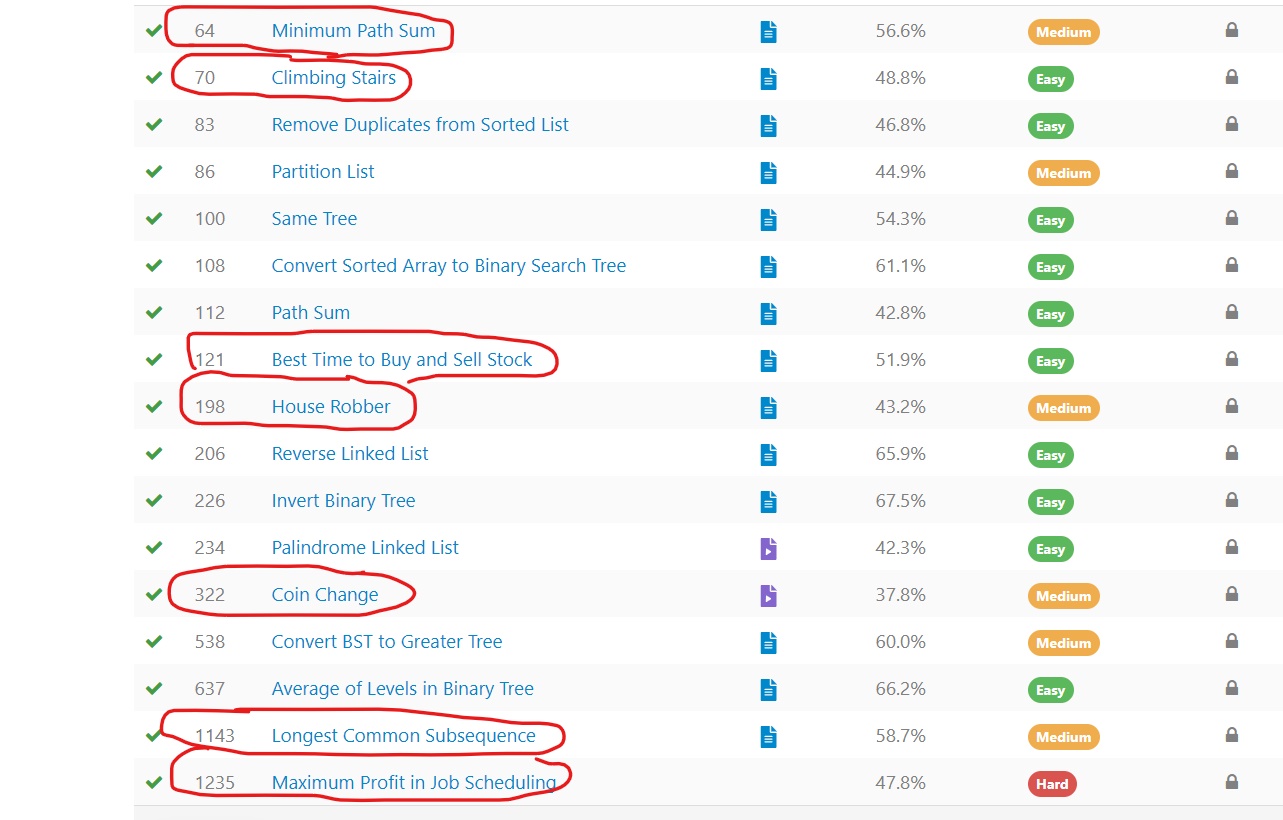 64 Minimum Path Sum 56.6% Medium
70 Climbing Stairs 48.8% Easy
83 Remove Duplicates from Sorted List 46.8% Easy
86 Partition List 44.9% Medium
100 Same Tree 54.3% Easy
108 Convert Sorted Array to Binary Search Tree 61.1% Easy
112 Path Sum 42.8% Easy
121 Best Time to Buy and Sell Stock 51.9% Easy
198 House Robber 43.2% Medium
206 Reverse Linked List 65.9% Easy
226 Invert Binary Tree 67.5% Easy
234 Palindrome Linked List 42.3% Easy
322 Coin Change 37.8% Medium
538 Convert BST to Greater Tree 60.0% Medium
637 Average of Levels in Binary Tree 66.2% Easy
1143 Longest Common Subsequence 58.7% Medium
1235 Maximum Profit in Job Scheduling 47.8% Hard